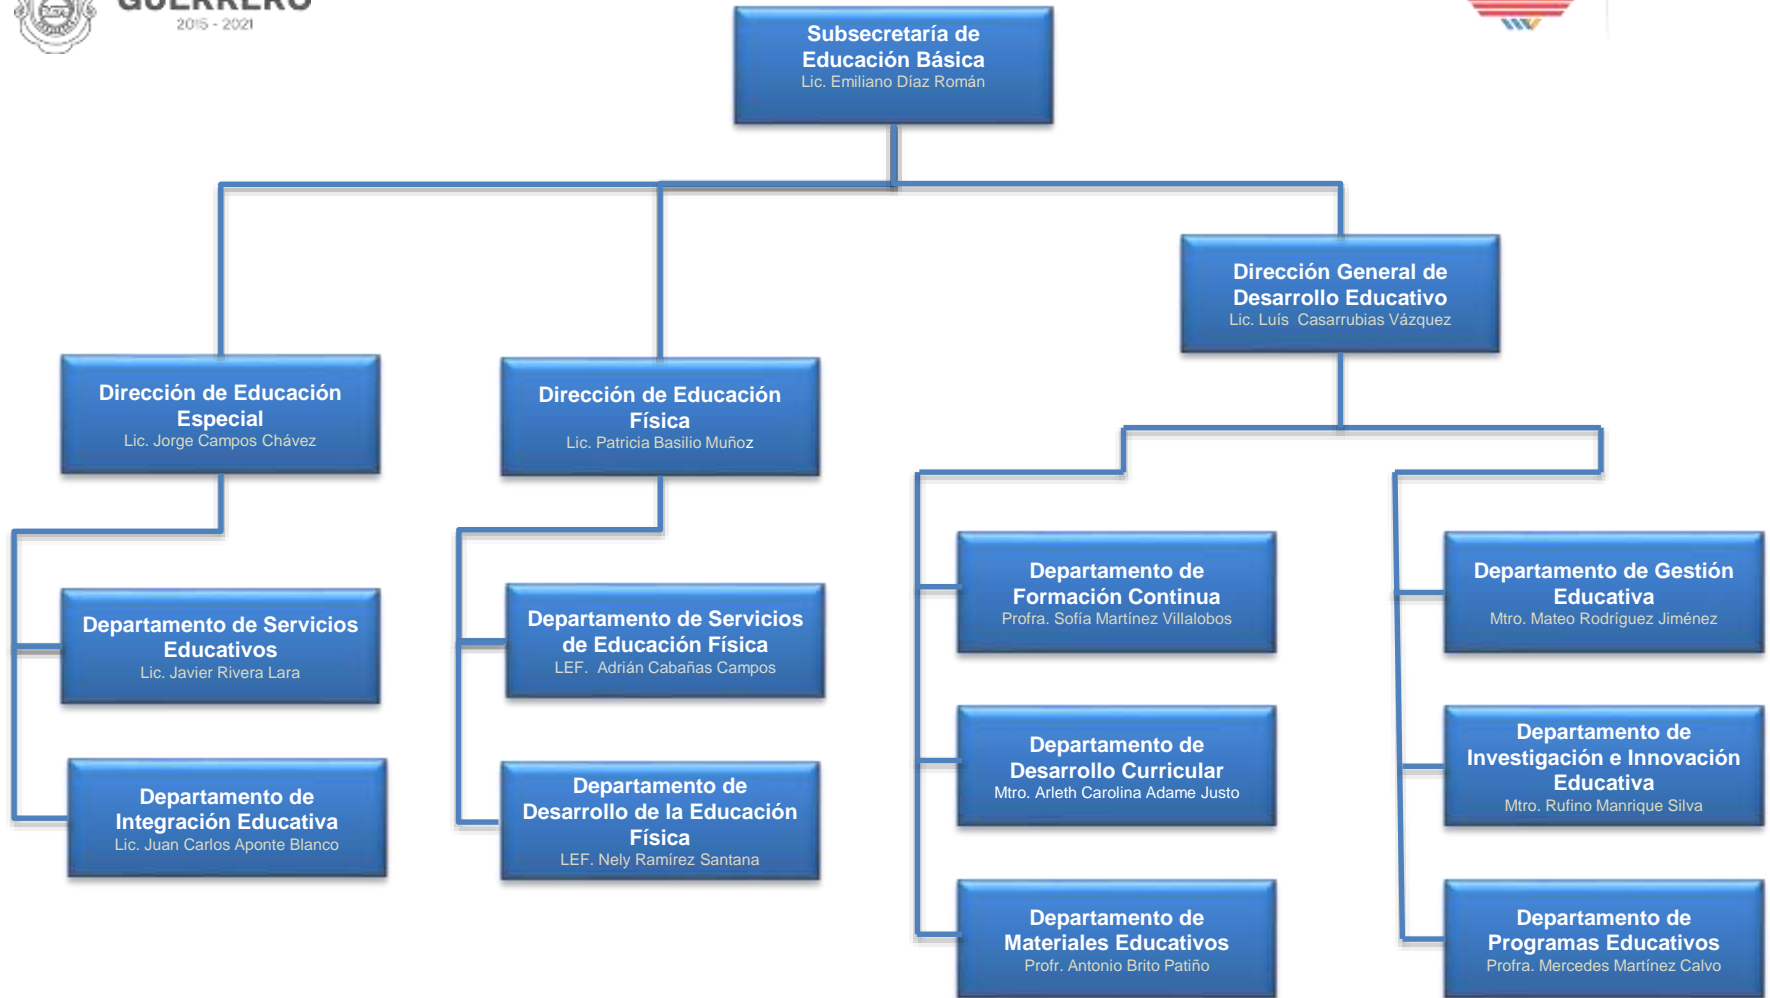 GUERRERO
2015 - 2021
Subsecretaría de
Educación Básica
Lic. Emiliano Díaz Román
Dirección General de
Desarrollo Educativo
Lic. Luís  Casarrubias Vázquez
Dirección de Educación
Especial
Lic. Jorge Campos Chávez
Dirección de Educación
Física
Lic. Patricia Basilio Muñoz
Departamento de Servicios
Educativos
Lic. Javier Rivera Lara
Departamento de Integración Educativa
Lic. Juan Carlos Aponte Blanco
Departamento de Servicios
de Educación Física
LEF.  Adrián Cabañas Campos
Departamento de
Desarrollo de la Educación
Física
LEF. Nely Ramírez Santana
Departamento de
Formación Continua
Profra. Sofía Martínez Villalobos
Departamento de
Desarrollo Curricular
Mtro. Arleth Carolina Adame Justo
Departamento de
Materiales Educativos
Profr. Antonio Brito Patiño
Departamento de Gestión
Educativa
Mtro. Mateo Rodríguez Jiménez
Departamento de
Investigación e Innovación
Educativa
Mtro. Rufino Manrique Silva
Departamento de
Programas Educativos
Profra. Mercedes Martínez Calvo